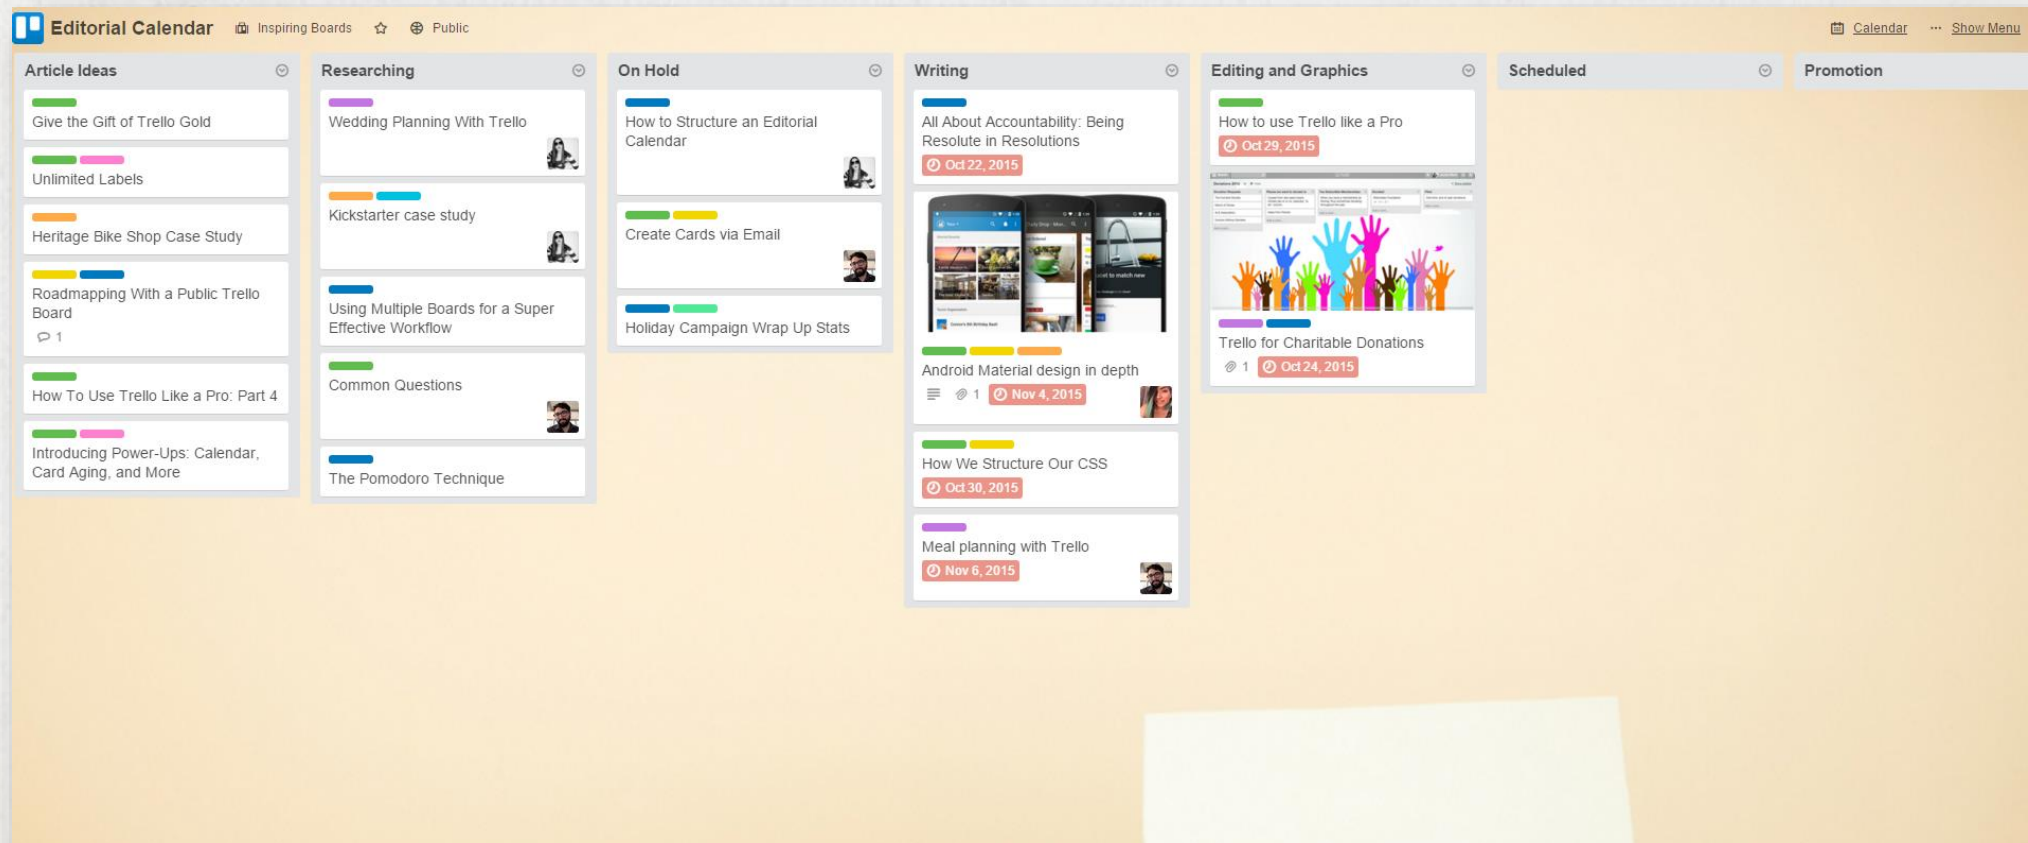 Editorial Calendar Inspiring Boards Public
Calendar ... Show Menu
Article Ideas
Give the Gift of Trello Gold
Unlimited Labels
Heritage Bike Shop Case Study
Roadmapping With a Public Trello
Board
1
How To Use Trello Like a Pro: Part 4
Introducing Power-Ups: Calendar,
Card Aging, and More
Researching
Wedding Planning With Trello
Kickstarter case study
Using Multiple Boards for a Super
Effective Workflow
Common Questions
The Pomodoro Technique
On Hold
How to Structure an Editorial
Calendar
Create Cards via Email
Holiday Campaign Wrap Up Stats
Writing
All About Accountability: Being
Resolute in Resolutions
Oct 22, 2015
Android Material design in depth
1 Nov 4, 2015
How We Structure Our CSS
Oct 30, 2015
Meal planning with Trello
Nov 6, 2015
Editing and Graphics
How to use Trello like a Pro
Oct 29, 2015
Trello for Charitable Donations
1 Oct 24, 2015
Scheduled
Promotion